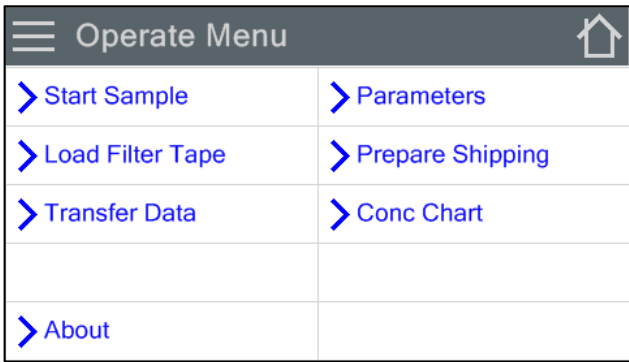 Operate Menu
Start Sample
Parameters
Load Filter Tape
Prepare Shipping
Transfer Data
Conc Chart
About